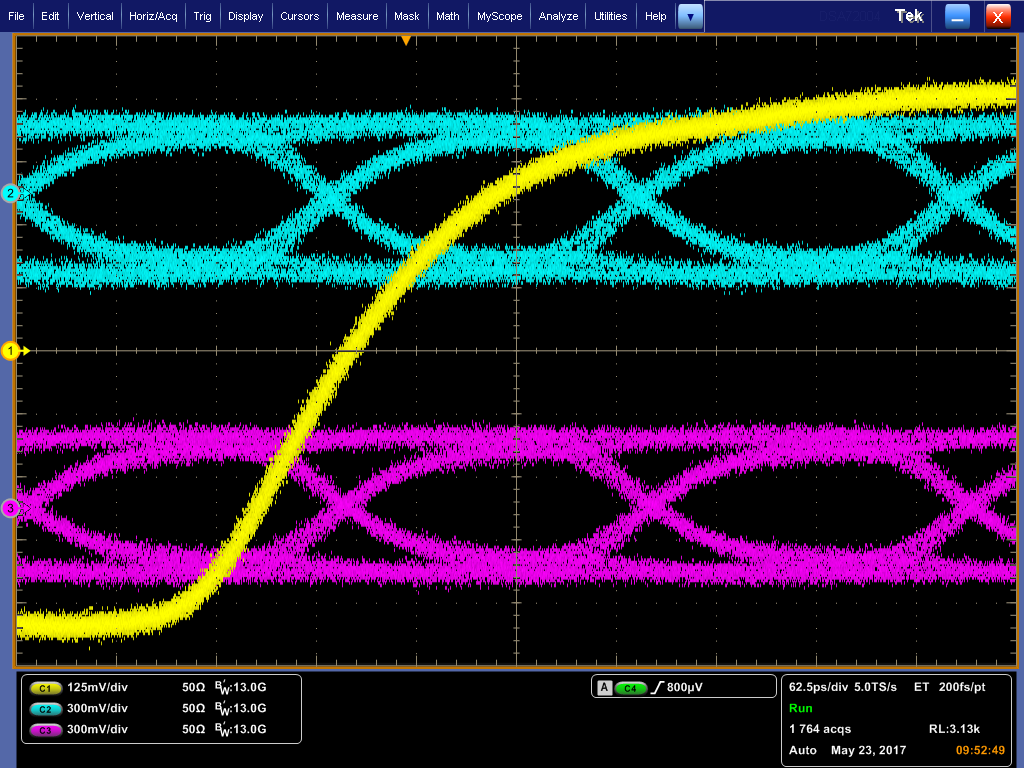 File Edit Vertical Horiz/Acq Trig Display Cursors Measure Mask Math MyScope Analyze Utilities Help Tek X
2
1
3
C1 125mV/div 50Ω B'W:13.0G
C2 300mV/div 50Ω B'W:13.0G
C3 300mV/div 50Ω B'W:13.0G
A C4 800µV
62.5ps/div 5.0TS/s ET 200fs/pt
Run
1 764 acqs RL:3.13k
Auto May 23, 2017 09:52:49